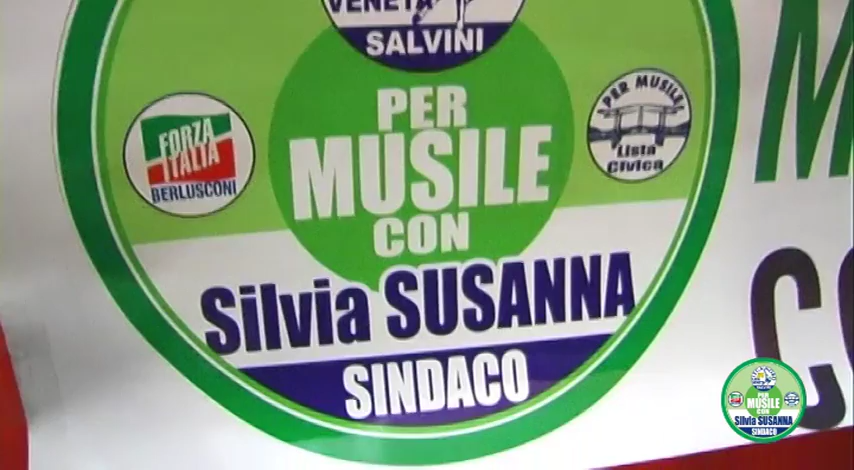 VENETA
SALVINI
FORZA
ITALIA
BERLUSCONI
PER
MUSILE
CON
PER MUSILE
Lista
Civica
Silvia SUSANNA
SINDACO
M
CO
PER
MUSILE
CON
Silvia SUSANNA
SINDACO